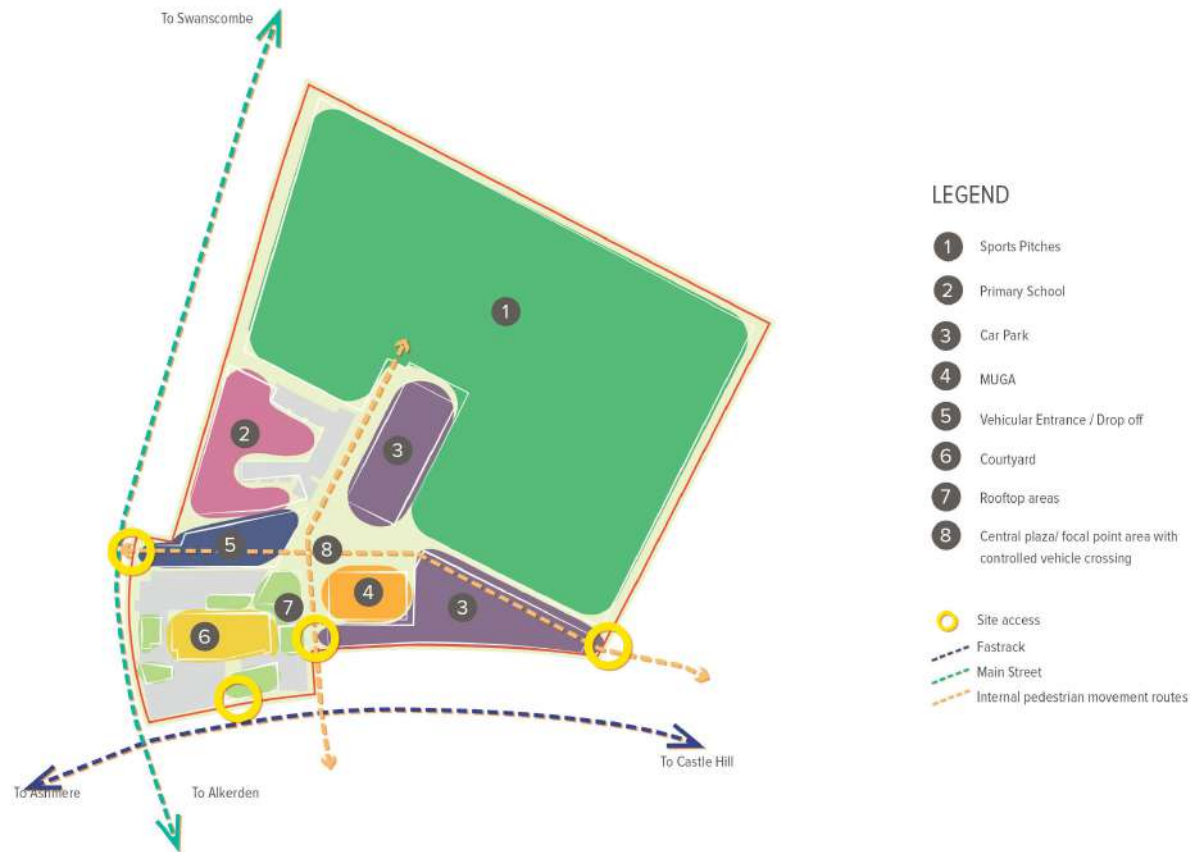 To Swanscombe
1
2
3
5
8
4
7
3
6
To Castle Hill
To Ashmere
To Alkerden
LEGEND
1 Sports Pitches
2 Primary School
3 Car Park
4 MUGA
5 Vehicular Entrance / Drop off
6 Courtyard
7 Rooftop areas
8 Central plaza/ focal point area with
controlled vehicle crossing
Site access
Fastrack
Main Street
Internal pedestrian movement routes